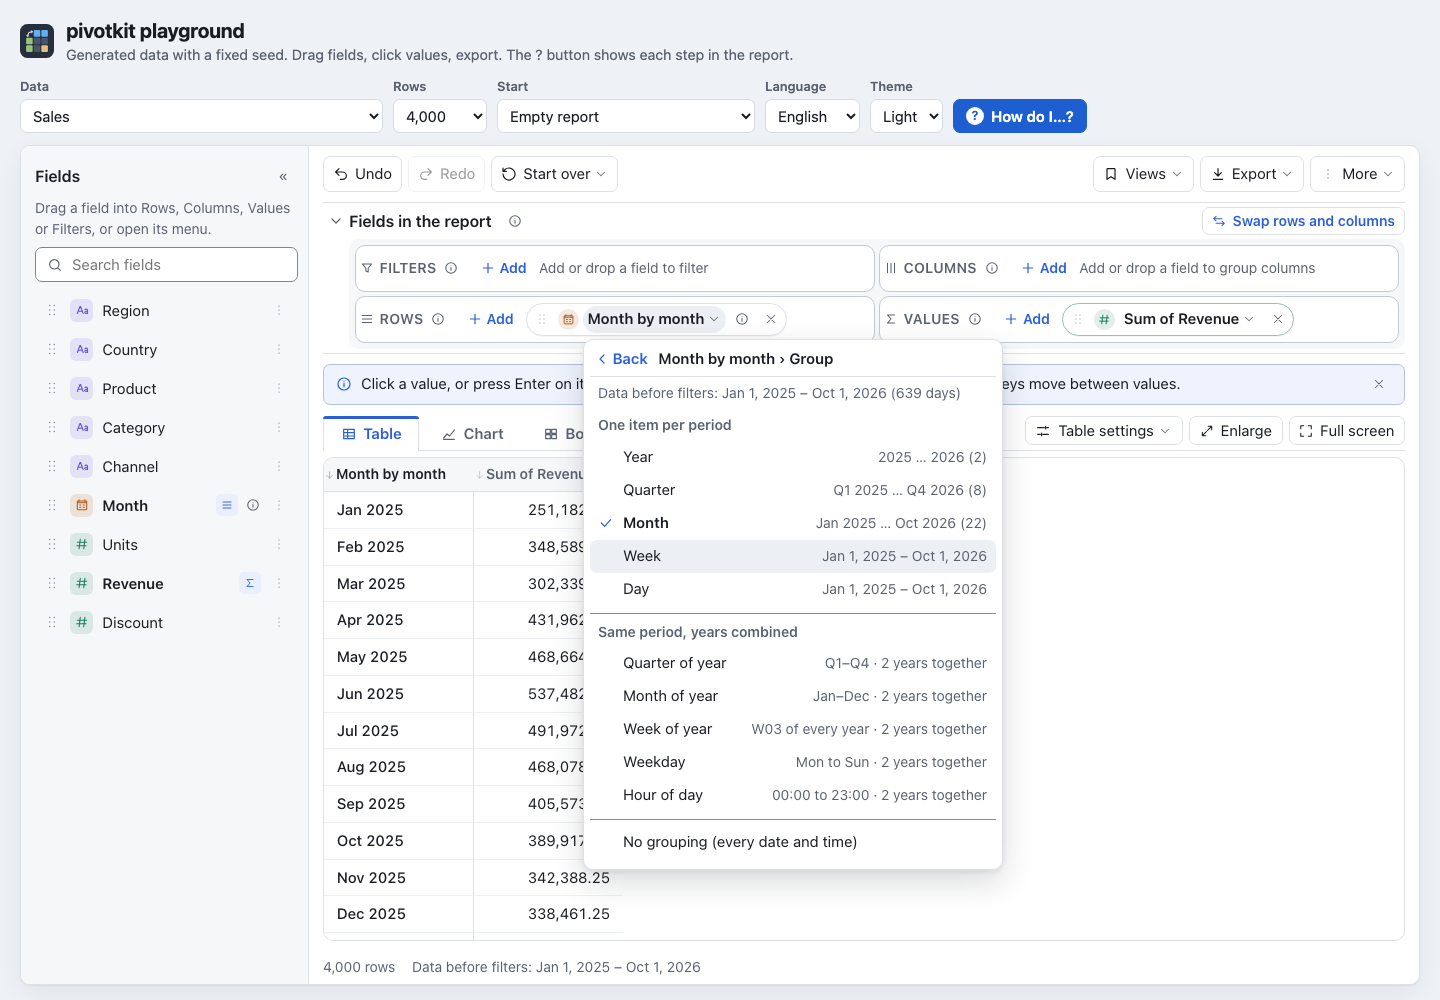 pivotkit playground
Generated data with a fixed seed. Drag fields, click values, export. The ? button shows each step in the report.
Data
Rows
Start
Language
Theme
Sales
4,000
Empty report
English
Light
? How do I...?
Fields
«
Drag a field into Rows, Columns, Values
or Filters, or open its menu.
Search fields
Aa Region
Aa Country
Aa Product
Aa Category
Aa Channel
Month
# Units
# Revenue Σ
# Discount
Undo
Redo
Start over
Views
Export
More
Fields in the report
Swap rows and columns
FILTERS
+ Add
Add or drop a field to filter
COLUMNS
+ Add
Add or drop a field to group columns
ROWS
+ Add
Month by month
Σ VALUES
+ Add
# Sum of Revenue
Click a value, or press Enter on it
eys move between values.
Table
Chart
Bo
Table settings
Enlarge
Full screen
↓ Month by month
↓ Sum of Revenu
Jan 2025 251,182
Feb 2025 348,589
Mar 2025 302,339
Apr 2025 431,962
May 2025 468,664
Jun 2025 537,482
Jul 2025 491,972
Aug 2025 468,078
Sep 2025 405,573
Oct 2025 389,917
Nov 2025 342,388.25
Dec 2025 338,461.25
Back Month by month › Group
Data before filters: Jan 1, 2025 – Oct 1, 2026 (639 days)
One item per period
Year 2025 … 2026 (2)
Quarter Q1 2025 … Q4 2026 (8)
Month Jan 2025 … Oct 2026 (22)
Week Jan 1, 2025 – Oct 1, 2026
Day Jan 1, 2025 – Oct 1, 2026
Same period, years combined
Quarter of year Q1–Q4 · 2 years together
Month of year Jan–Dec · 2 years together
Week of year W03 of every year · 2 years together
Weekday Mon to Sun · 2 years together
Hour of day 00:00 to 23:00 · 2 years together
No grouping (every date and time)
4,000 rows Data before filters: Jan 1, 2025 – Oct 1, 2026